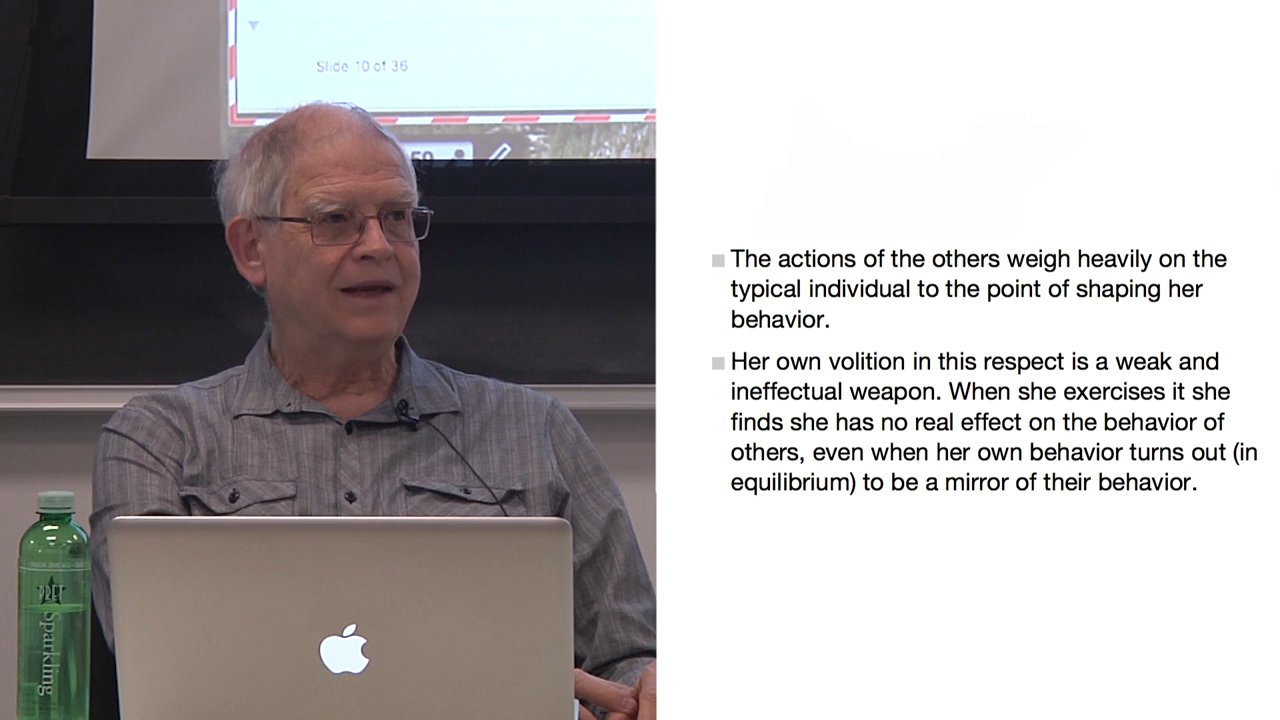 Slide 10 of 36
59
PRET
Sparkling
The actions of the others weigh heavily on the
typical individual to the point of shaping her
behavior.
Her own volition in this respect is a weak and
ineffectual weapon. When she exercises it she
finds she has no real effect on the behavior of
others, even when her own behavior turns out (in
equilibrium) to be a mirror of their behavior.